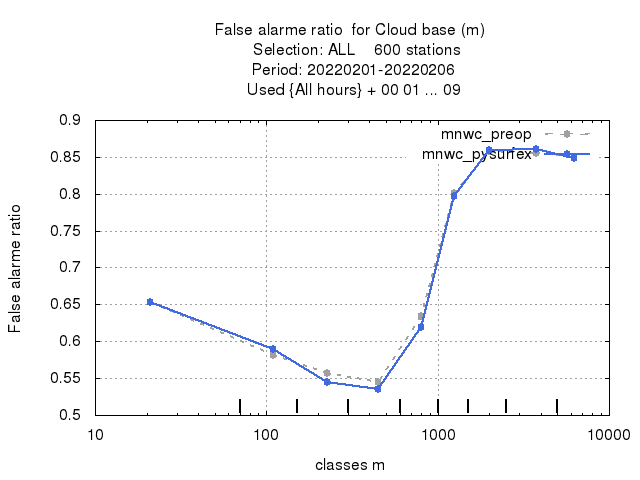 False alarme ratio  for Cloud base (m)
Selection: ALL    600 stations
Period: 20220201-20220206
Used {All hours} + 00 01 ... 09
0.9
mnwc_preop
0.85
mnwc_pysurfex
0.8
0.75
0.7
0.65
0.6
0.55
0.5
False alarme ratio
10
100
1000
10000
classes m